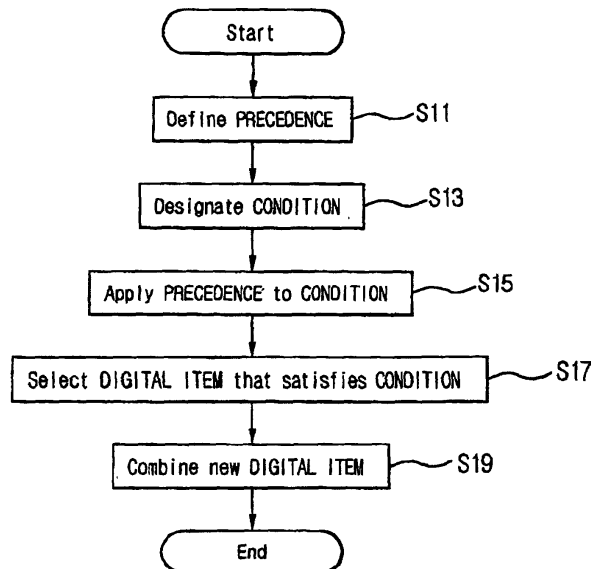 Start
Define PRECEDENCE
S11
Designate CONDITION
S13
Apply PRECEDENCE to CONDITION
S15
Select DIGITAL ITEM that satisfies CONDITION
S17
Combine new DIGITAL ITEM
S19
End